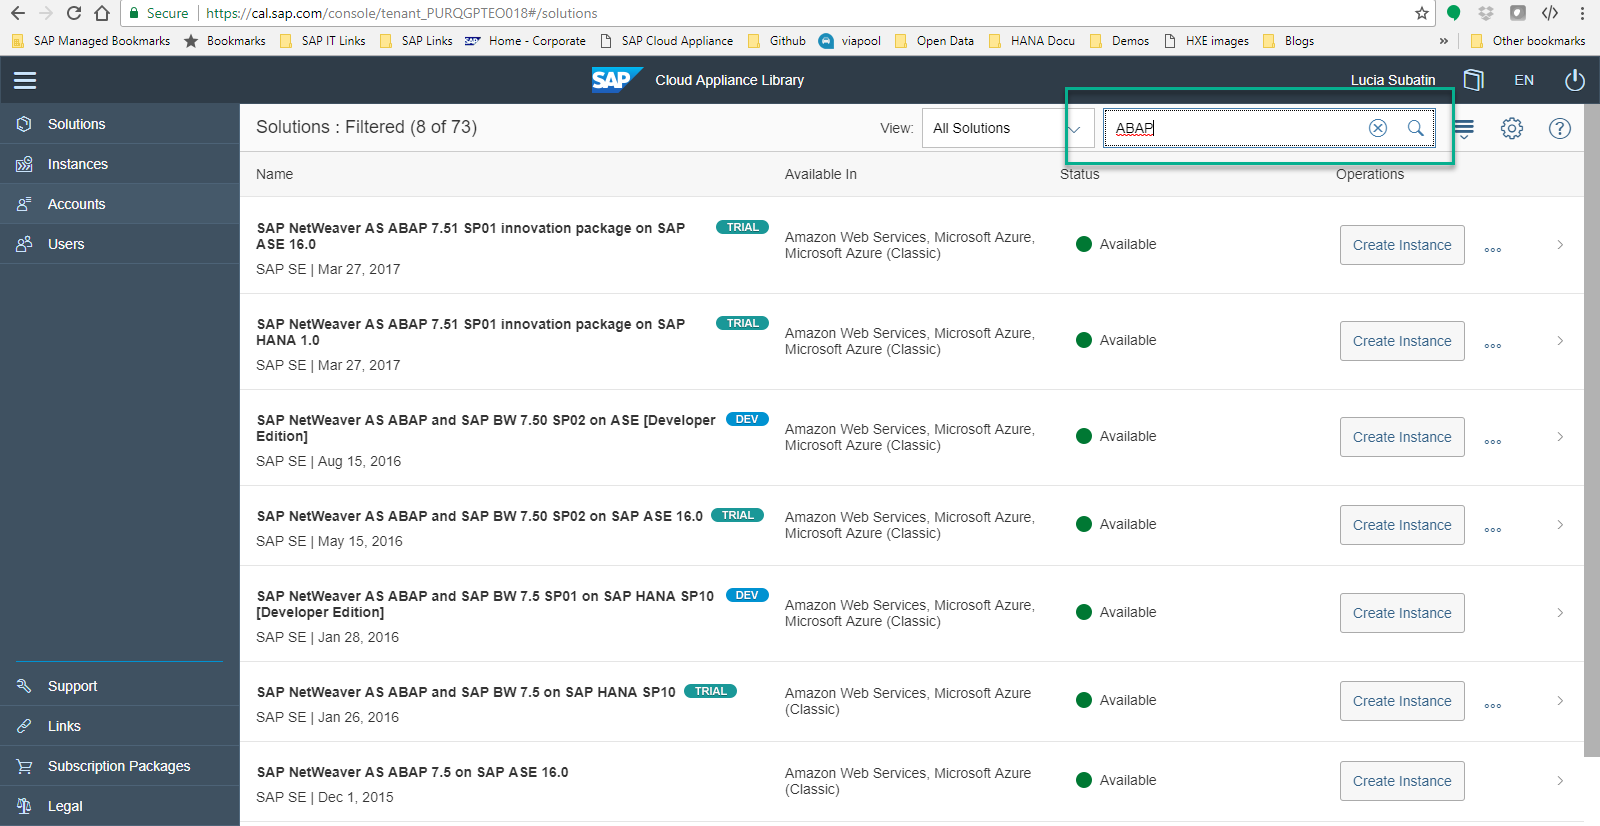 Secure https://cal.sap.com/console/tenant_PURQGPTEO018#/solutions
SAP Managed Bookmarks Bookmarks SAP IT Links SAP Links Home - Corporate SAP Cloud Appliance Github viapool Open Data HANA Docu Demos HXE images Blogs » Other bookmarks
SAP Cloud Appliance Library Lucia Subatin EN
Solutions
Instances
Accounts
Users
Support
Links
Subscription Packages
Legal
Solutions : Filtered (8 of 73) View: All Solutions ABAP
Name Available In Status Operations
SAP NetWeaver AS ABAP 7.51 SP01 innovation package on SAP TRIAL
ASE 16.0
SAP SE | Mar 27, 2017
Amazon Web Services, Microsoft Azure,
Microsoft Azure (Classic)
Available
Create Instance
SAP NetWeaver AS ABAP 7.51 SP01 innovation package on SAP TRIAL
HANA 1.0
SAP SE | Mar 27, 2017
Amazon Web Services, Microsoft Azure,
Microsoft Azure (Classic)
Available
Create Instance
SAP NetWeaver AS ABAP and SAP BW 7.50 SP02 on ASE [Developer DEV
Edition]
SAP SE | Aug 15, 2016
Amazon Web Services, Microsoft Azure,
Microsoft Azure (Classic)
Available
Create Instance
SAP NetWeaver AS ABAP and SAP BW 7.50 SP02 on SAP ASE 16.0 TRIAL
SAP SE | May 15, 2016
Amazon Web Services, Microsoft Azure,
Microsoft Azure (Classic)
Available
Create Instance
SAP NetWeaver AS ABAP and SAP BW 7.5 SP01 on SAP HANA SP10 DEV
[Developer Edition]
SAP SE | Jan 28, 2016
Amazon Web Services, Microsoft Azure,
Microsoft Azure (Classic)
Available
Create Instance
SAP NetWeaver AS ABAP and SAP BW 7.5 on SAP HANA SP10 TRIAL
SAP SE | Jan 26, 2016
Amazon Web Services, Microsoft Azure
(Classic)
Available
Create Instance
SAP NetWeaver AS ABAP 7.5 on SAP ASE 16.0
SAP SE | Dec 1, 2015
Amazon Web Services, Microsoft Azure
(Classic)
Available
Create Instance